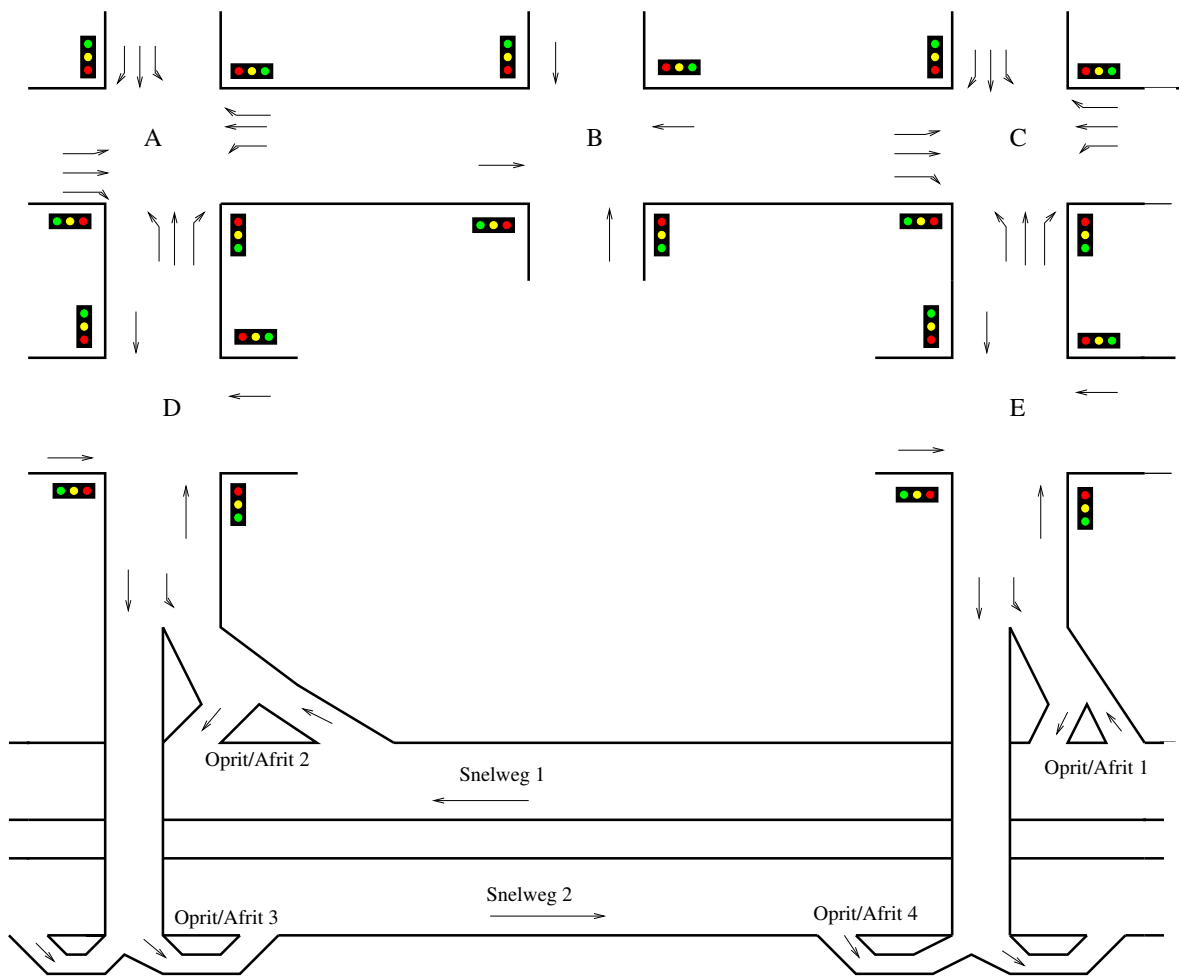 A
B
C
D
E
Oprit/Afrit 2
Snelweg 1
Oprit/Afrit 1
Snelweg 2
Oprit/Afrit 3
Oprit/Afrit 4